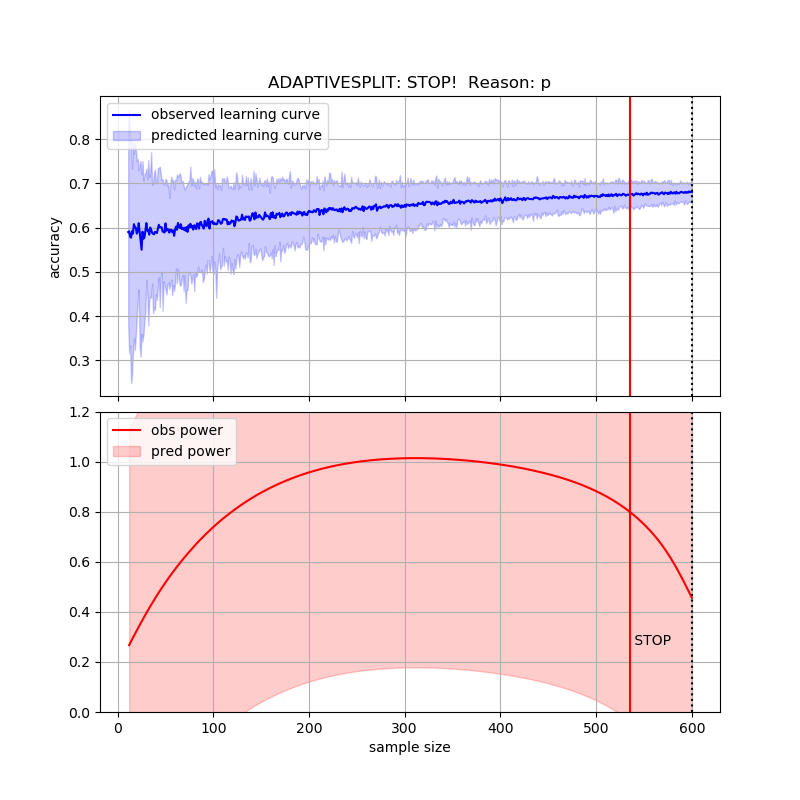 ADAPTIVESPLIT: STOP!  Reason: p
observed learning curve
predicted learning curve
0.8
0.7
0.6
0.5
0.4
0.3
accuracy
obs power
pred power
1.2
1.0
0.8
0.6
0.4
0.2
0.0
STOP
0 100 200 300 400 500 600
sample size